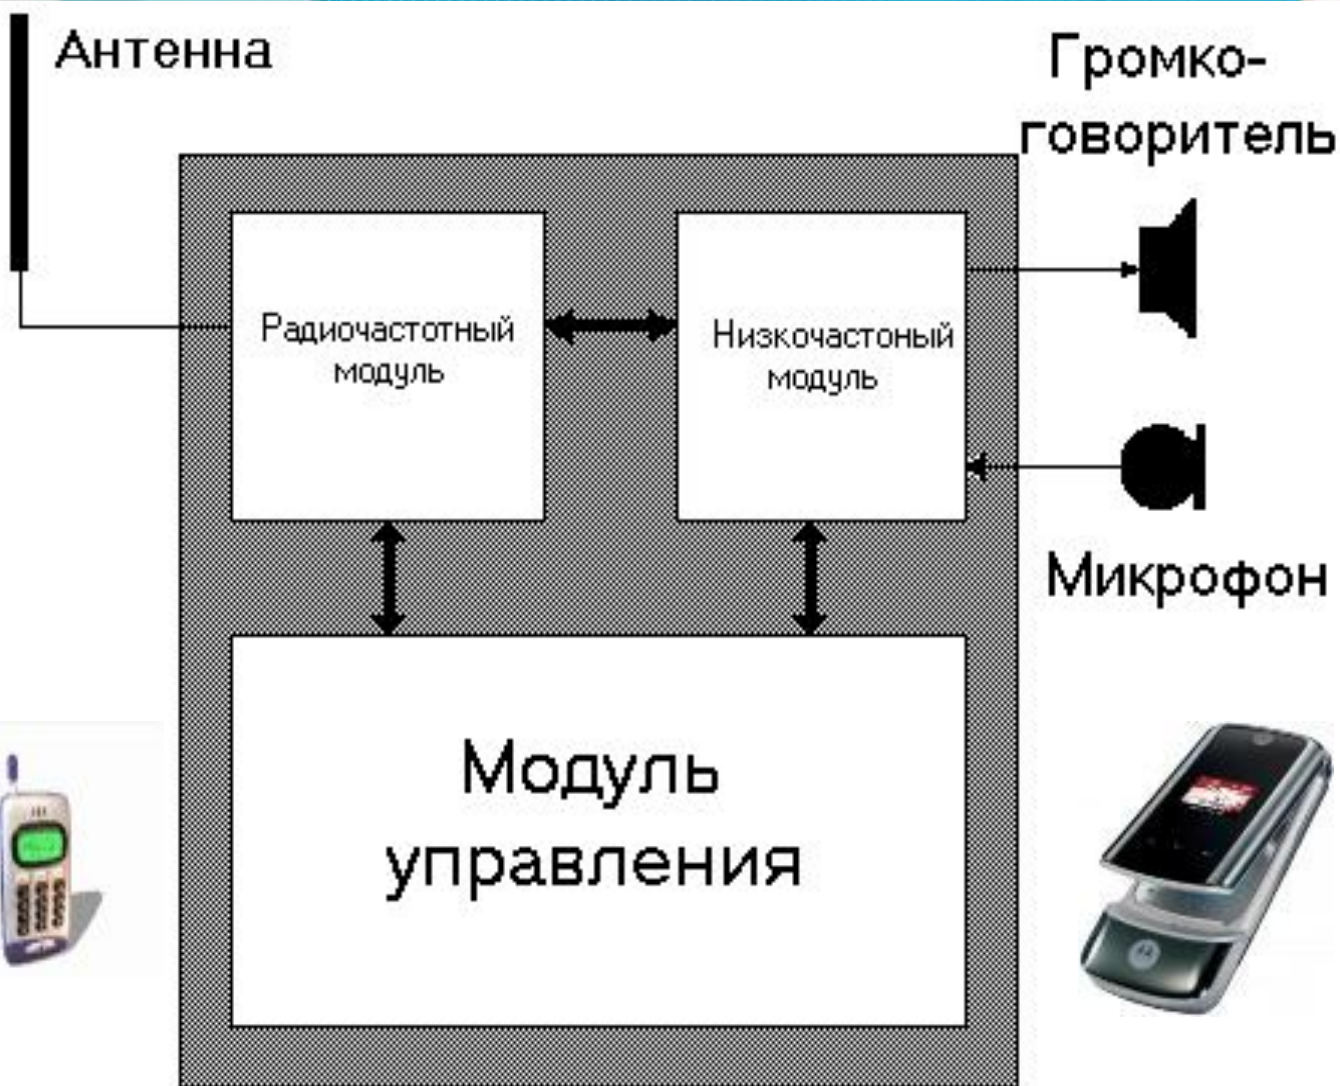 Антенна
Громко-
говоритель
Радиочастотный
модуль
Низкочастоный
модуль
Микрофон
Модуль
управления